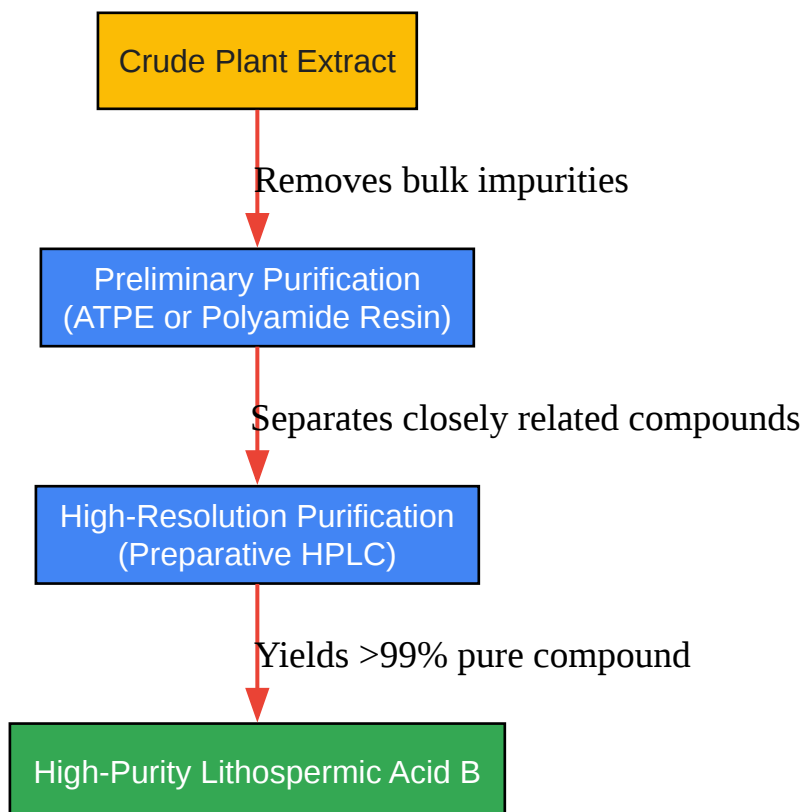 Crude Plant Extract
Removes bulk impurities
Preliminary Purification
(ATPE or Polyamide Resin)
Separates closely related compounds
High-Resolution Purification
(Preparative HPLC)
Yields >99% pure compound
High-Purity Lithospermic Acid B